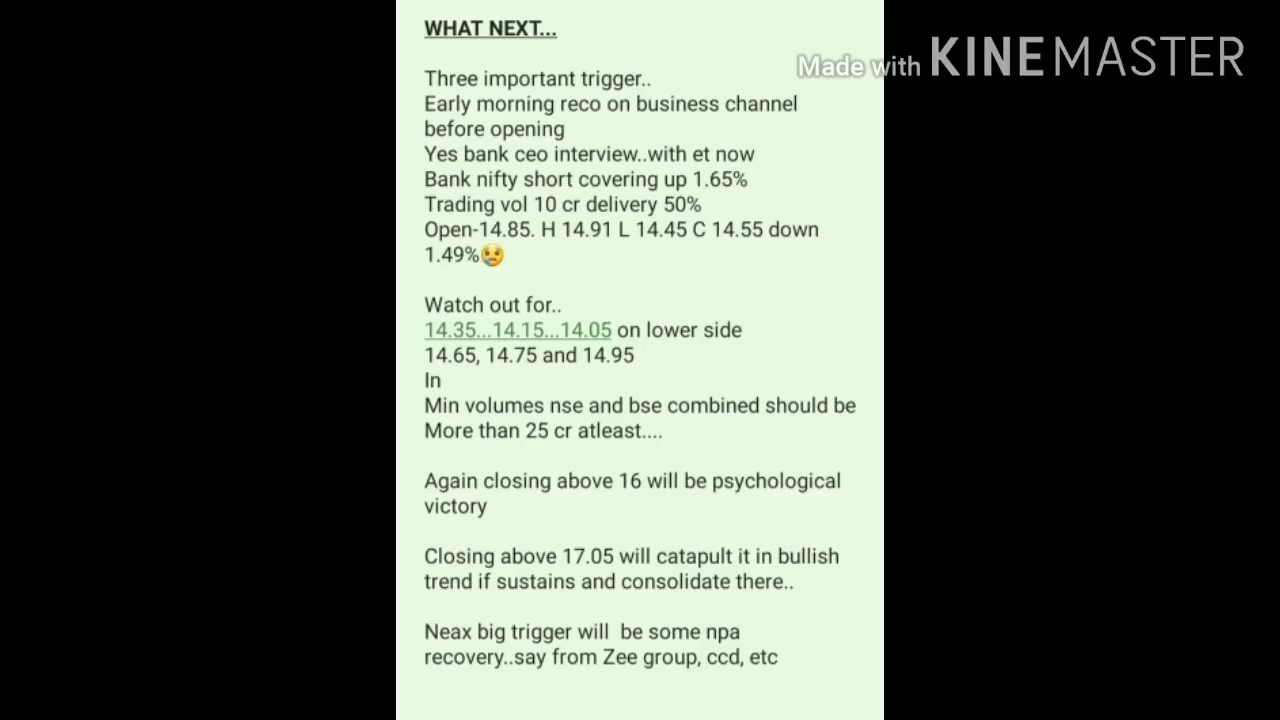 WHAT NEXT...
Made with KINEMASTER
Three important trigger..
Early morning reco on business channel
before opening
Yes bank ceo interview..with et now
Bank nifty short covering up 1.65%
Trading vol 10 cr delivery 50%
Open-14.85. H 14.91 L 14.45 C 14.55 down
1.49%😢
Watch out for..
14.35...14.15...14.05 on lower side
14.65, 14.75 and 14.95
In
Min volumes nse and bse combined should be
More than 25 cr atleast....
Again closing above 16 will be psychological
victory
Closing above 17.05 will catapult it in bullish
trend if sustains and consolidate there..
Neax big trigger will  be some npa
recovery..say from Zee group, ccd, etc